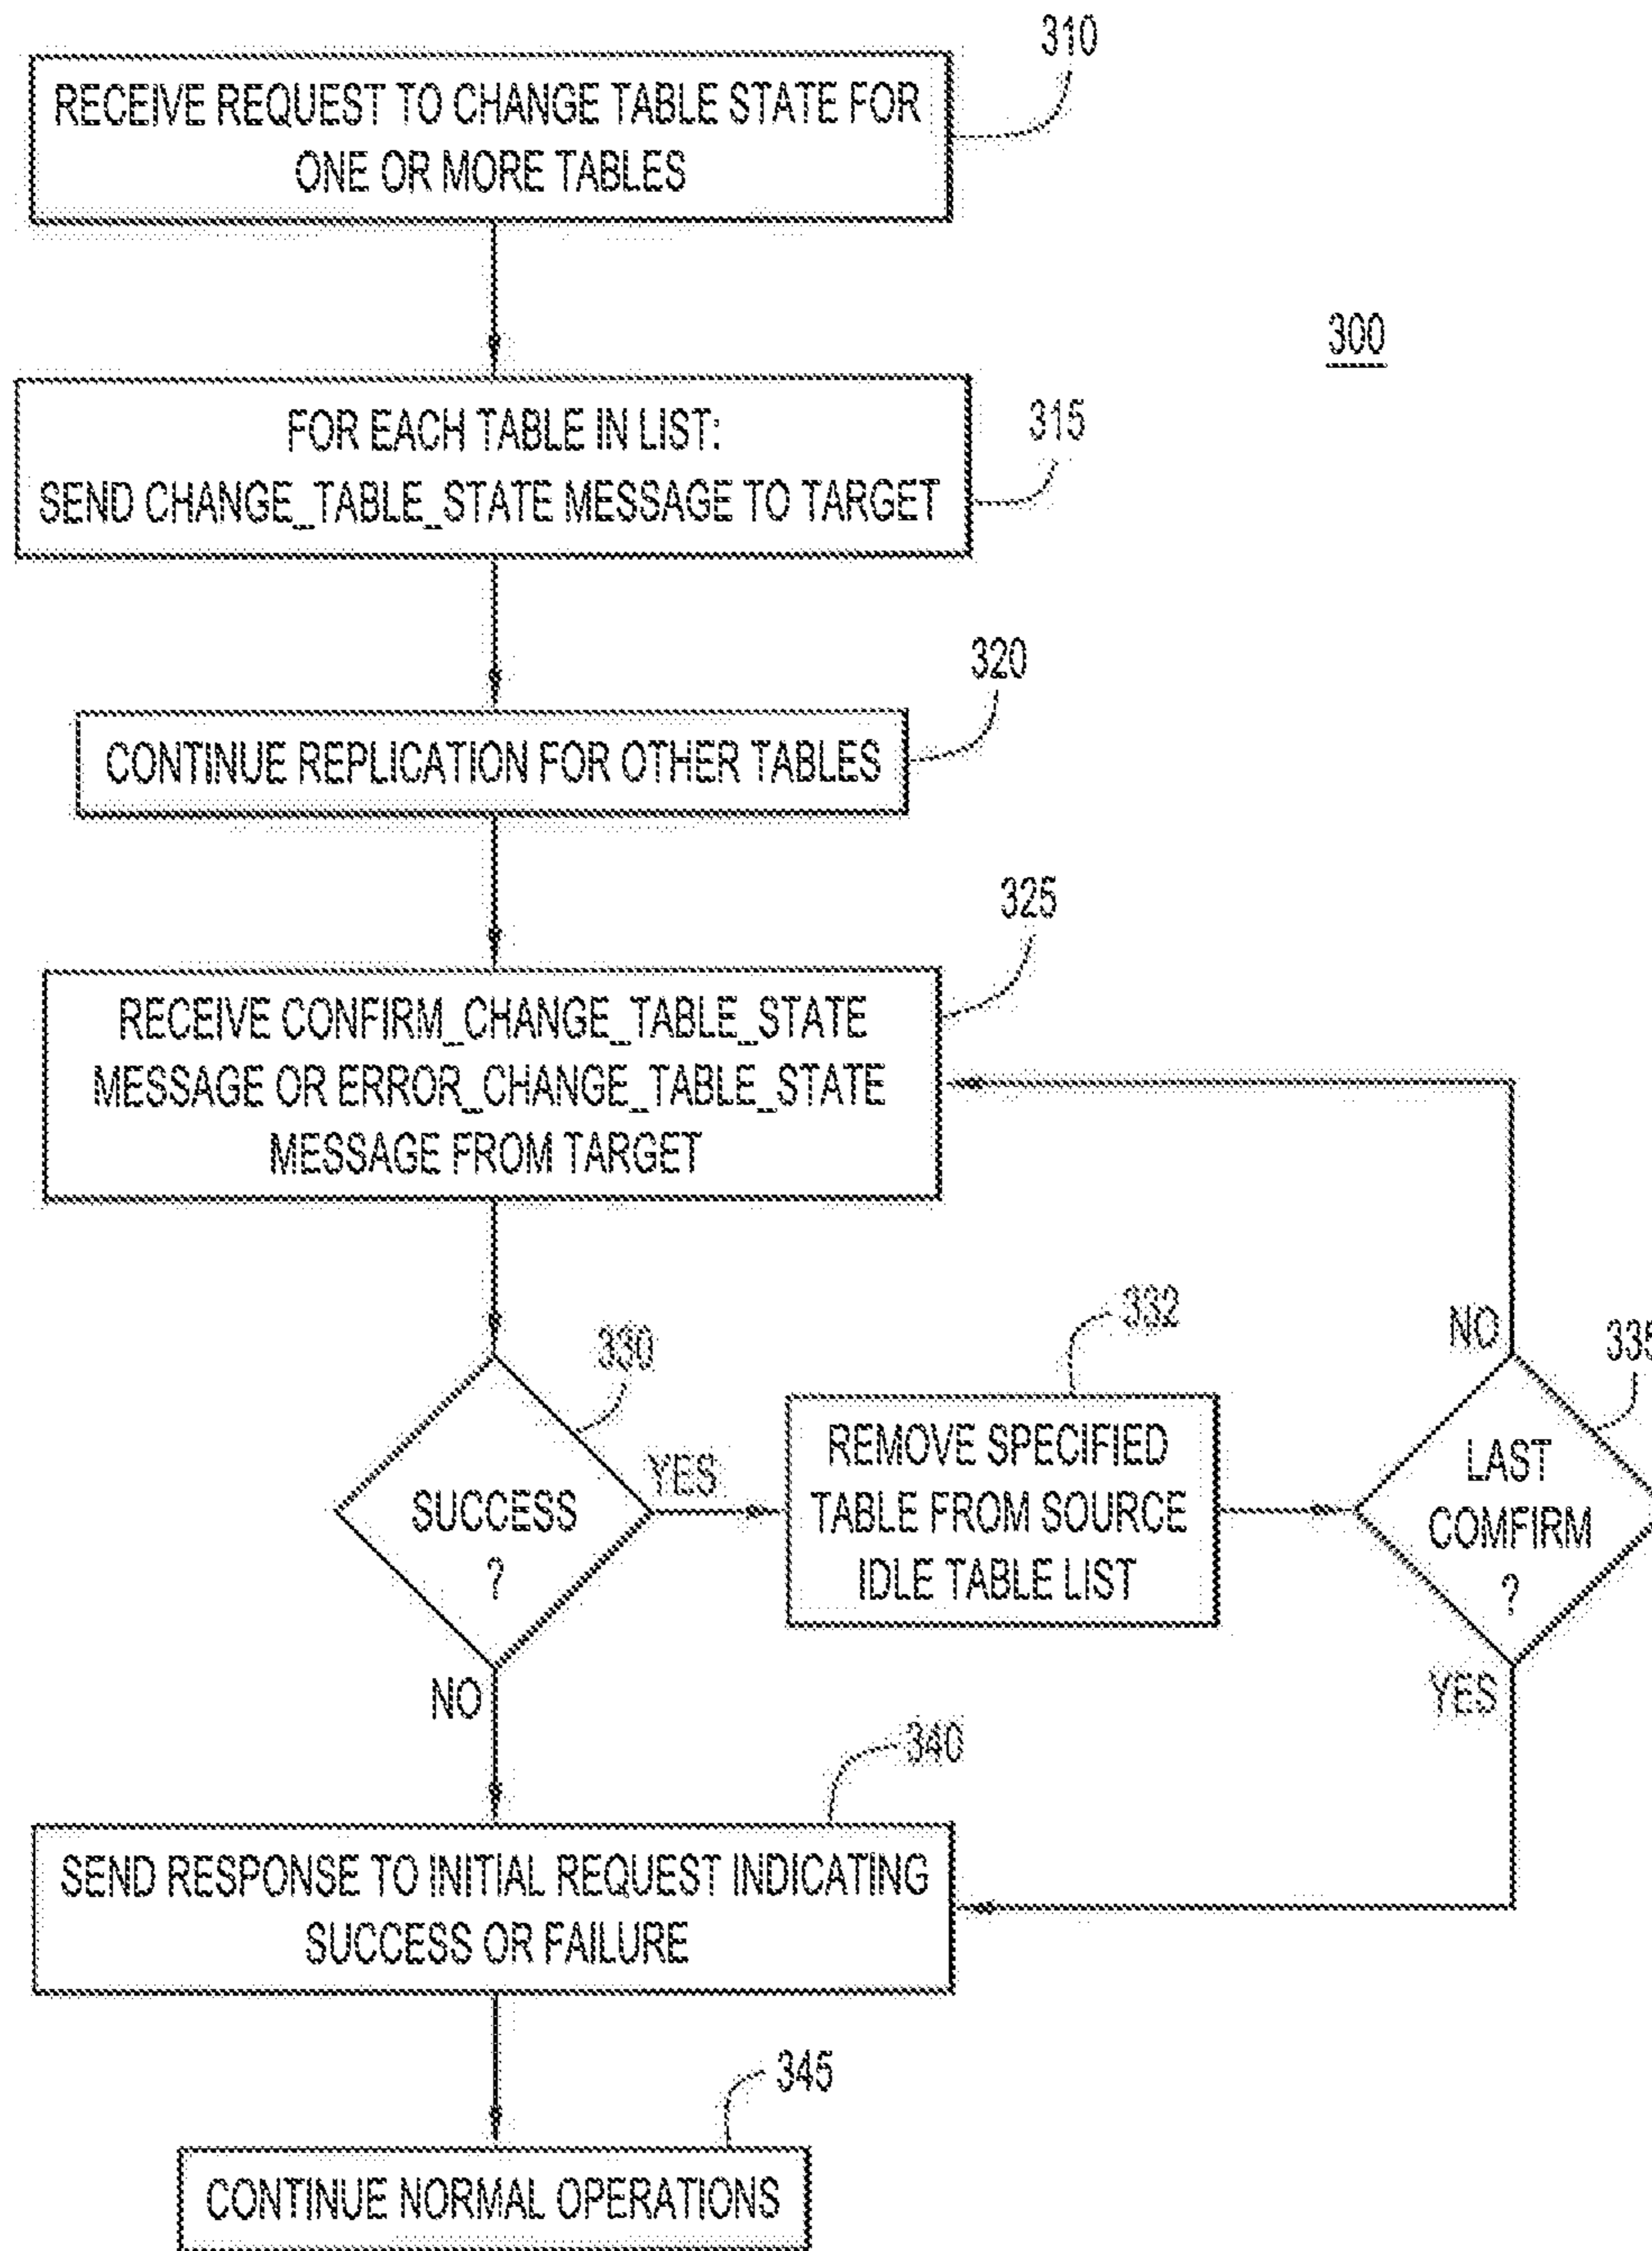 310
RECEIVE REQUEST TO CHANGE TABLE STATE FOR
ONE OR MORE TABLES
300
315
FOR EACH TABLE IN LIST:
SEND CHANGE_TABLE_STATE MESSAGE TO TARGET
320
CONTINUE REPLICATION FOR OTHER TABLES
325
RECEIVE CONFIRM_CHANGE_TABLE_STATE
MESSAGE OR ERROR_CHANGE_TABLE_STATE
MESSAGE FROM TARGET
330
SUCCESS
?
YES
NO
332
REMOVE SPECIFIED
TABLE FROM SOURCE
IDLE TABLE LIST
NO
335
LAST
COMFIRM
?
YES
340
SEND RESPONSE TO INITIAL REQUEST INDICATING
SUCCESS OR FAILURE
345
CONTINUE NORMAL OPERATIONS